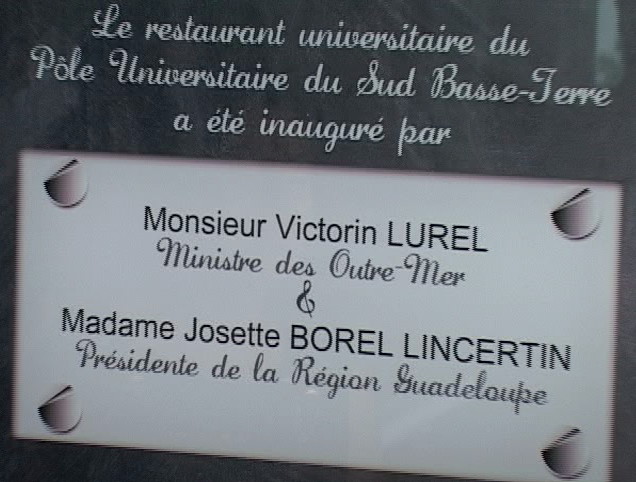 Le restaurant universitaire du
Pôle Universitaire du Sud Basse-Terre
a été inauguré par
Monsieur Victorin LUREL
Ministre des Outre-Mer
&
Madame Josette BOREL LINCERTIN
Présidente de la Région Guadeloupe